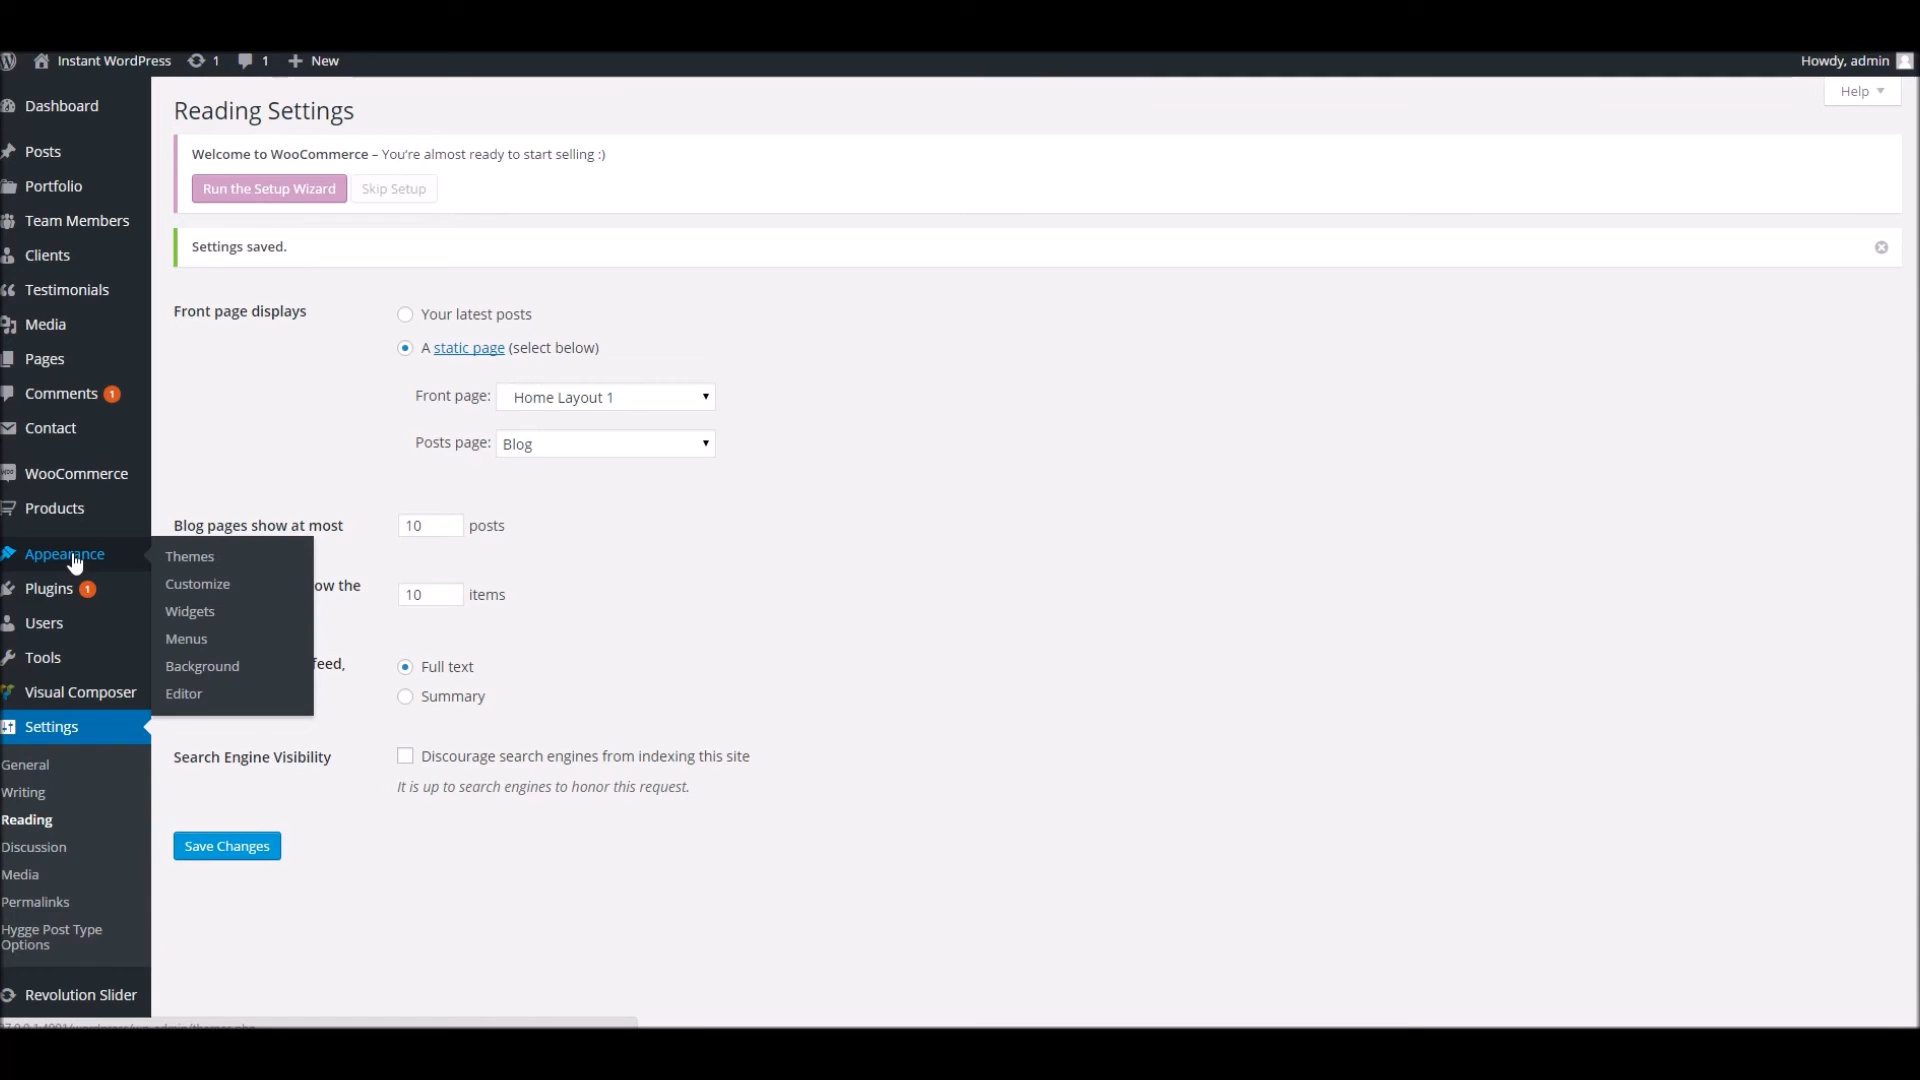 Instant WordPress 1 1 New
Howdy, admin
Help
Dashboard
Posts
Portfolio
Team Members
Clients
Testimonials
Media
Pages
Comments 1
Contact
WooCommerce
Products
Appearance
Plugins 1
Users
Tools
Visual Composer
Settings
General
Writing
Reading
Discussion
Media
Permalinks
Hygge Post Type
Options
Revolution Slider
Themes
Customize
Widgets
Menus
Background
Editor
Reading Settings
Welcome to WooCommerce – You're almost ready to start selling :)
Run the Setup Wizard Skip Setup
Settings saved.
Front page displays
Your latest posts
A static page (select below)
Front page: Home Layout 1
Posts page: Blog
Blog pages show at most 10 posts
ow the
10 items
feed,
Full text
Summary
Search Engine Visibility
Discourage search engines from indexing this site
It is up to search engines to honor this request.
Save Changes